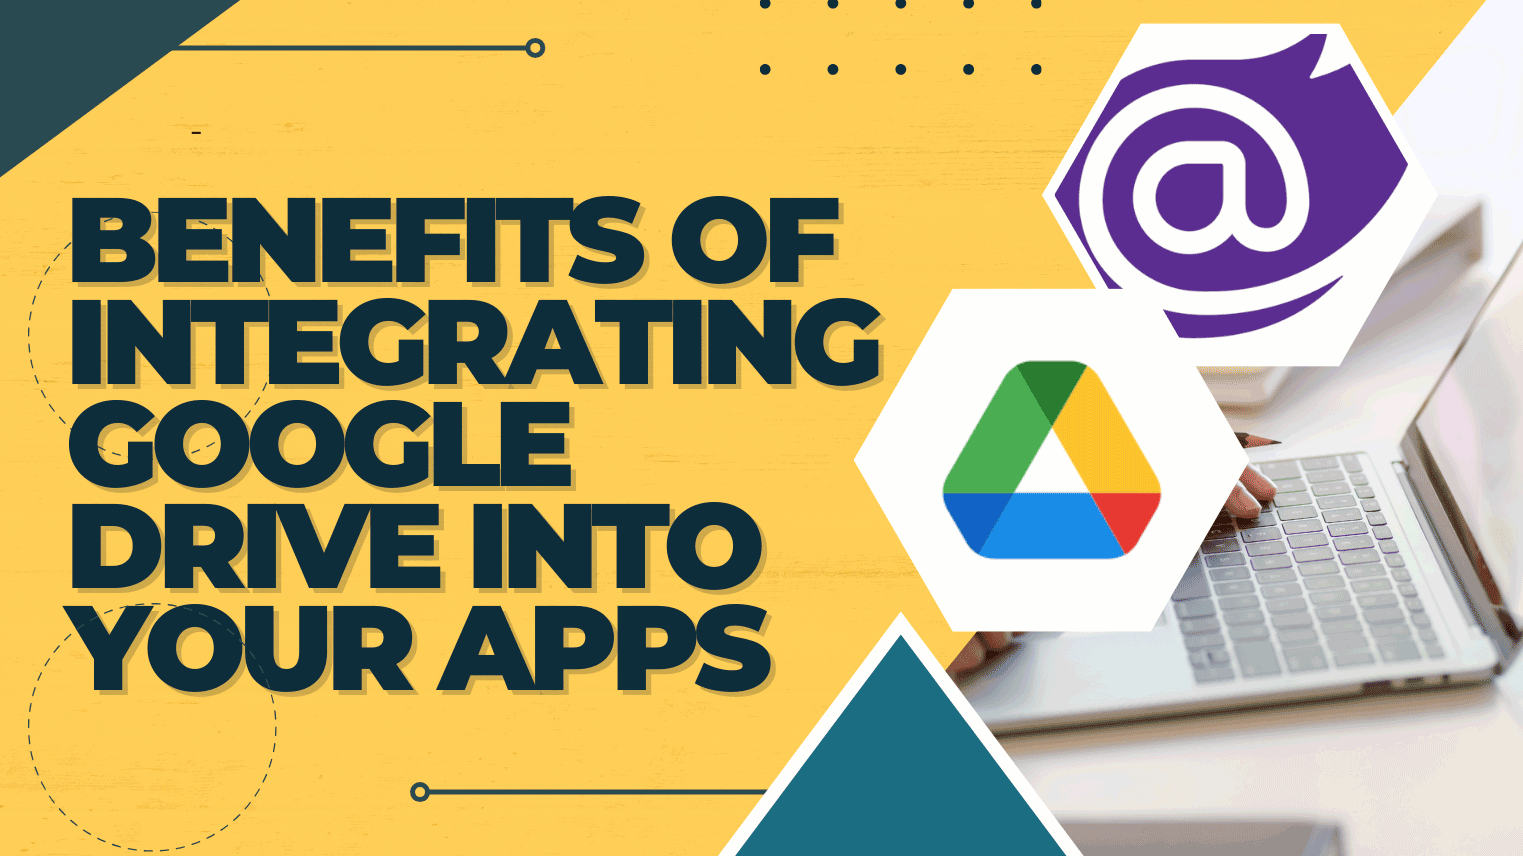 -
BENEFITS OF
INTEGRATING
GOOGLE
DRIVE INTO
YOUR APPS
@